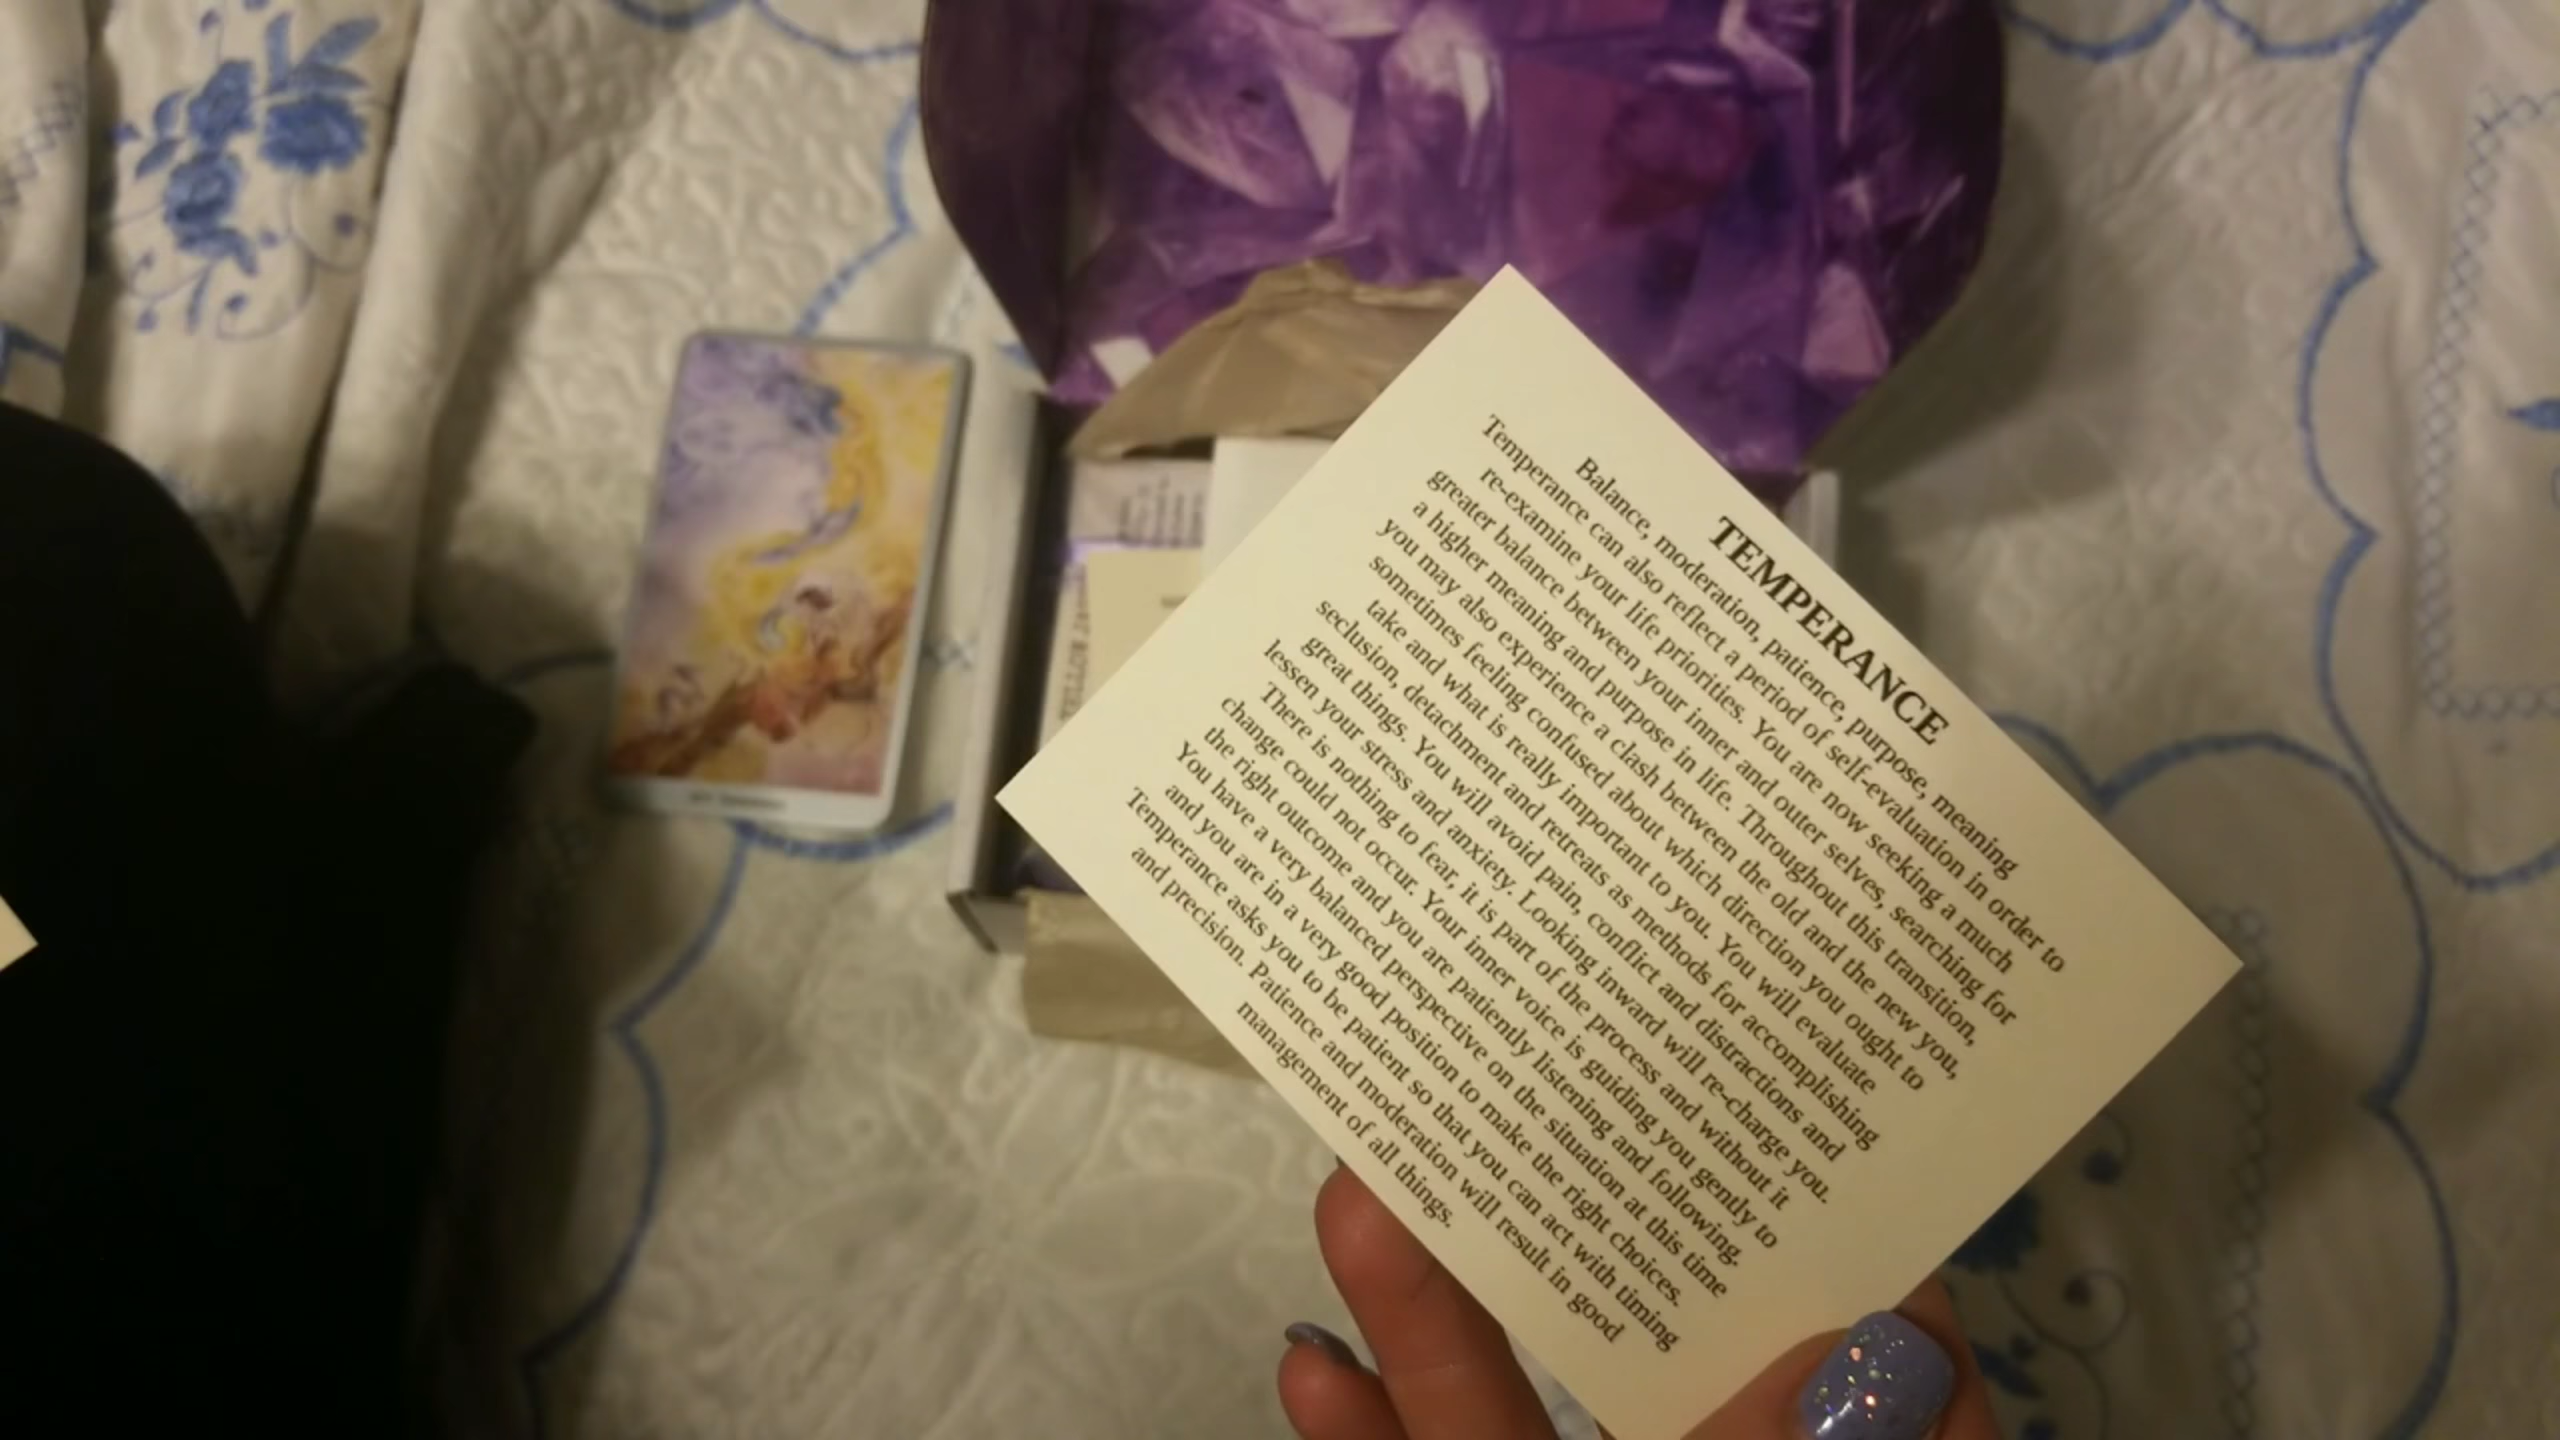 TEMPERANCE
Balance, moderation, patience, purpose, meaning
Temperance can also reflect a period of self-evaluation in order to
re-examine your life priorities. You are now seeking a much
greater balance between your inner and outer selves, searching for
a higher meaning and purpose in life. Throughout this transition,
you may also experience a clash between the old and the new you,
sometimes feeling confused about which direction you ought to
take and what is really important to you. You will evaluate
seclusion, detachment and retreats as methods for accomplishing
great things. You will avoid pain, conflict and distractions and
lessen your stress and anxiety. Looking inward will re-charge you.
There is nothing to fear, it is part of the process and without it
change could not occur. Your inner voice is guiding you gently to
the right outcome and you are patiently listening and following.
You have a very balanced perspective on the situation at this time
and you are in a very good position to make the right choices.
Temperance asks you to be patient so that you can act with timing
and precision. Patience and moderation will result in good
management of all things.